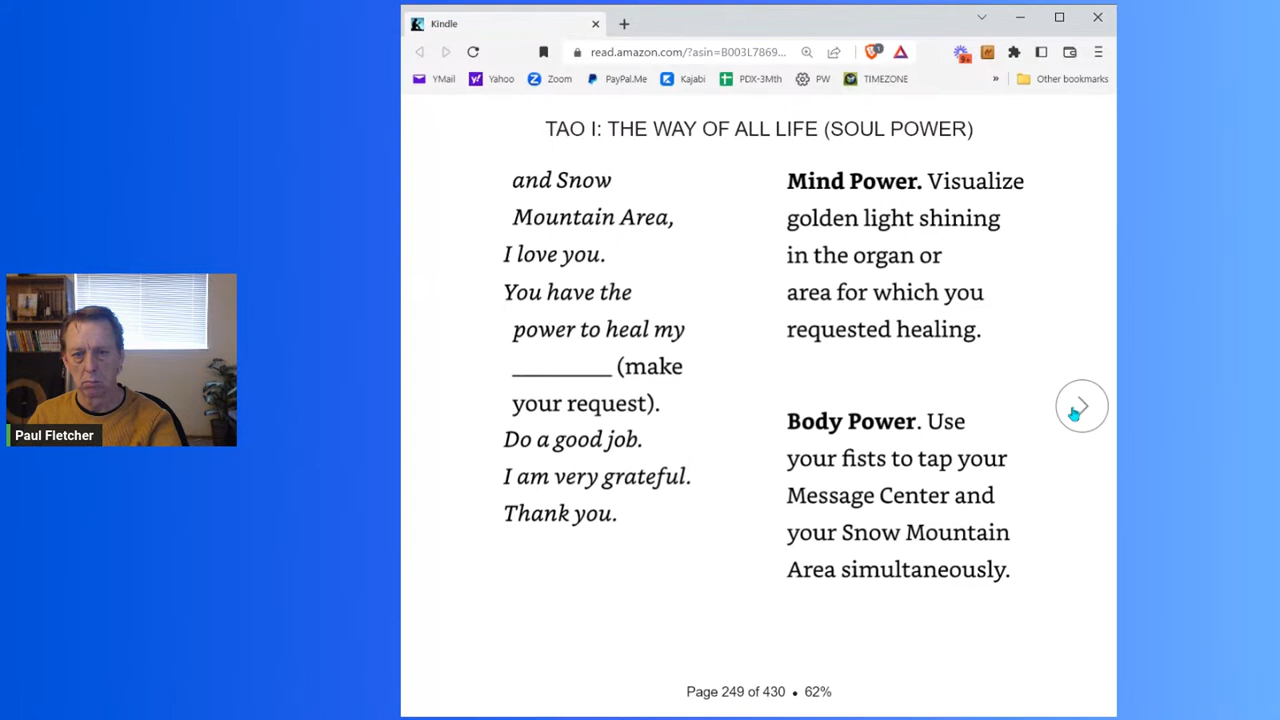 Kindle
read.amazon.com/?asin=B003L7869...
1
9+
YMail
Yahoo
Zoom
PayPal.Me
Kajabi
PDX-3Mth
PW
TIMEZONE
»
Other bookmarks
TAO I: THE WAY OF ALL LIFE (SOUL POWER)
and Snow
Mountain Area,
I love you.
You have the
power to heal my
_________ (make
your request).
Do a good job.
I am very grateful.
Thank you.
Mind Power. Visualize
golden light shining
in the organ or
area for which you
requested healing.
Body Power. Use
your fists to tap your
Message Center and
your Snow Mountain
Area simultaneously.
Page 249 of 430 • 62%
Paul Fletcher